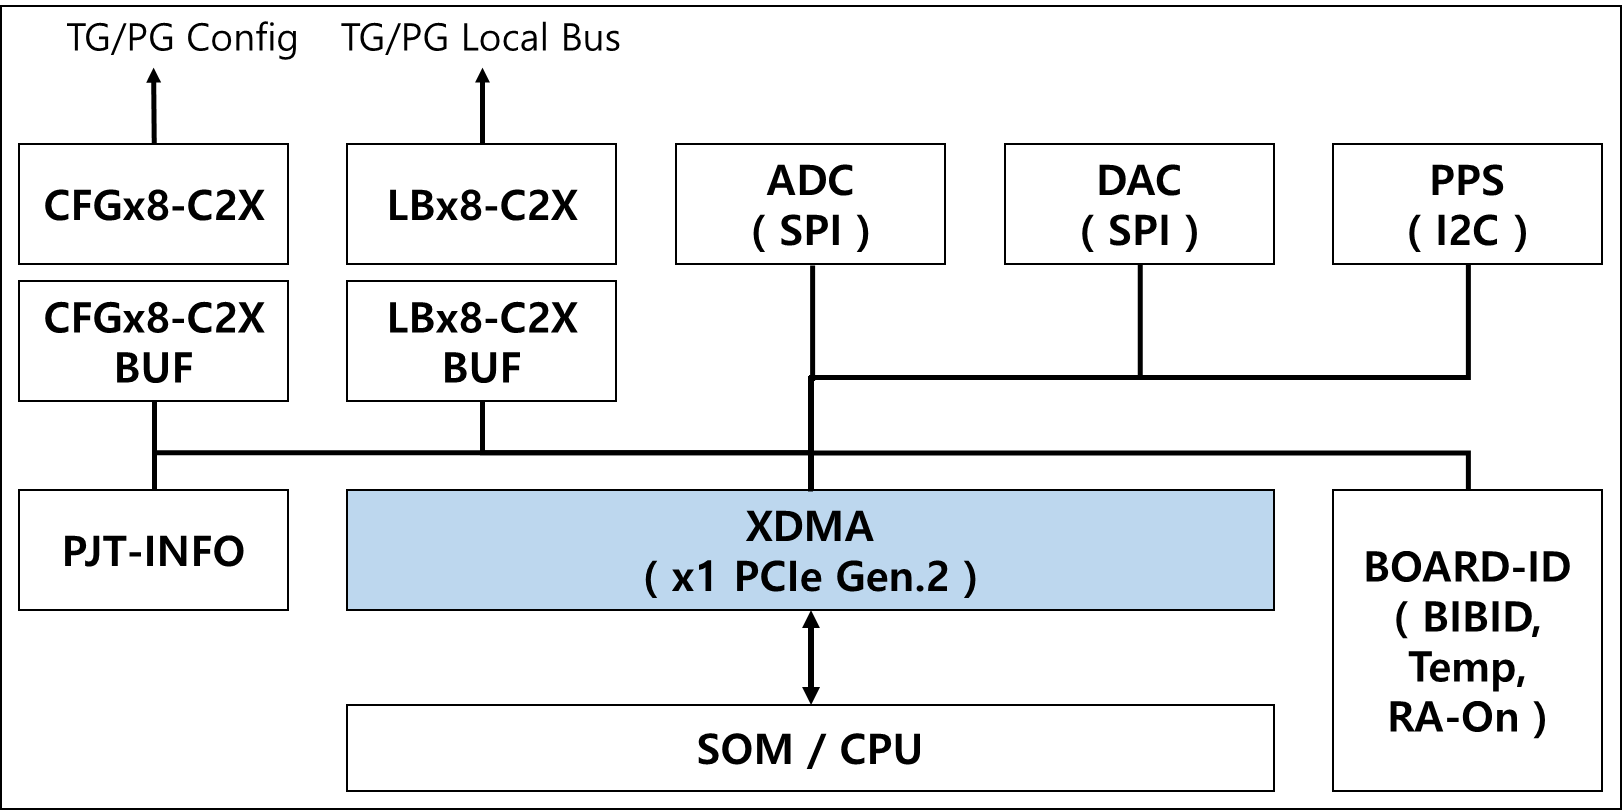 TG/PG Config
TG/PG Local Bus
CFGx8-C2X
LBx8-C2X
ADC
( SPI )
DAC
( SPI )
PPS
( I2C )
CFGx8-C2X
BUF
LBx8-C2X
BUF
PJT-INFO
XDMA
( x1 PCIe Gen.2 )
BOARD-ID
( BIBID,
Temp,
RA-On )
SOM / CPU